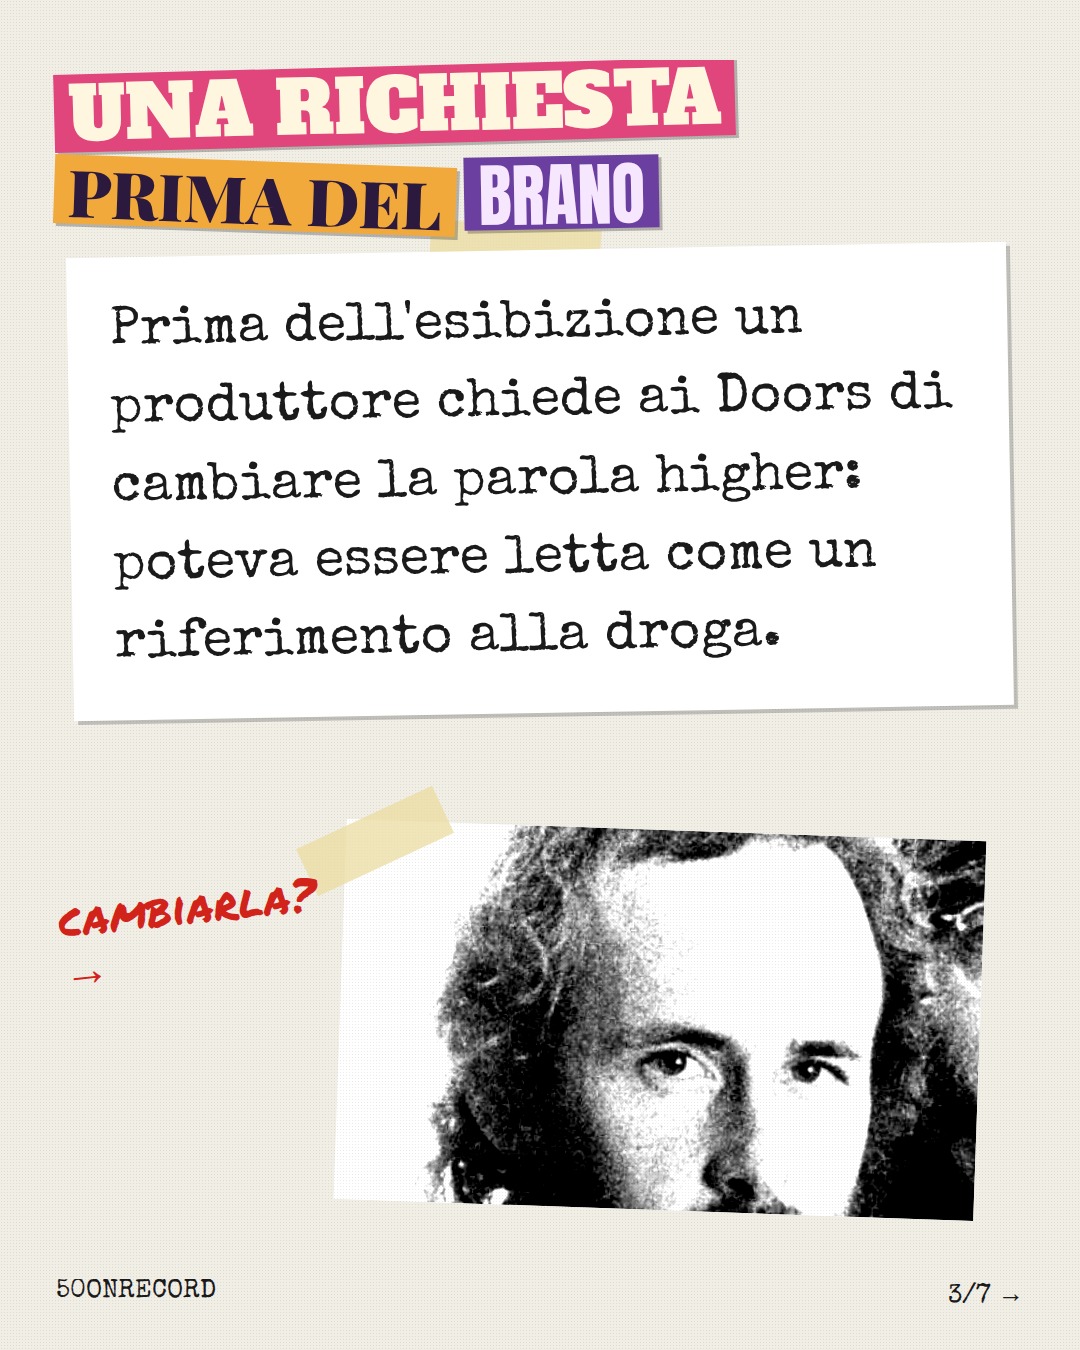 UNA RICHIESTA
PRIMA DEL BRANO
Prima dell'esibizione un
produttore chiede ai Doors di
cambiare la parola higher:
poteva essere letta come un
riferimento alla droga.
CAMBIARLA?
→
500NRECORD
3/7 →